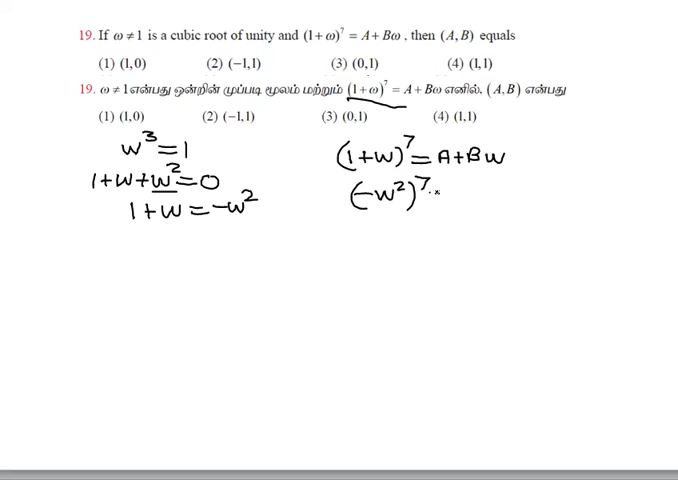 19. If ω ≠ 1 is a cubic root of unity and (1+ω)⁷ = A + Bω, then (A, B) equals
(1) (1,0) (2) (−1,1) (3) (0,1) (4) (1,1)
19. ω ≠ 1 என்பது ஒன்றின் முப்படி மூலம் மற்றும் (1+ω)⁷ = A + Bω எனில், (A, B) என்பது
(1) (1,0) (2) (−1,1) (3) (0,1) (4) (1,1)
w³ = 1
(1+w)⁷ = A+Bw
1+w+w² = 0
(−w²)⁷
1+w = −w²